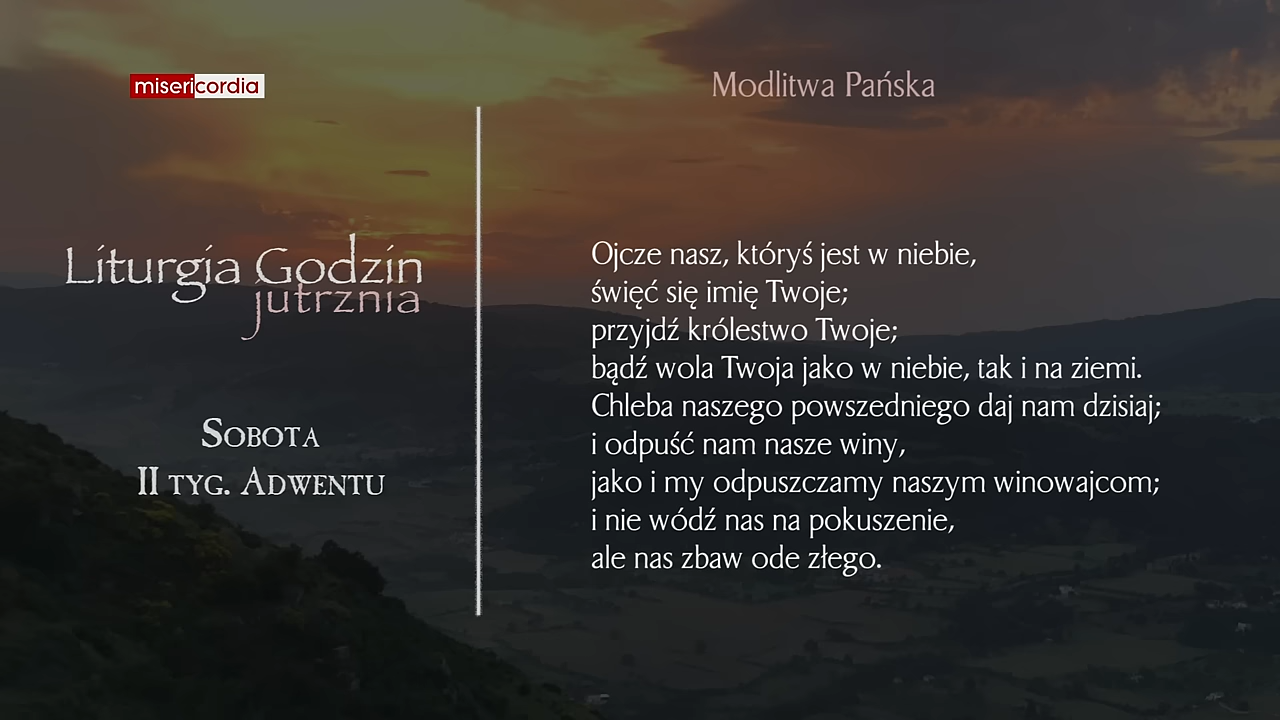 misericordia
Liturgia Godzin
jutrznia
Sobota
II tyg. Adwentu
Modlitwa Pańska
Ojcze nasz, któryś jest w niebie,
święć się imię Twoje;
przyjdź królestwo Twoje;
bądź wola Twoja jako w niebie, tak i na ziemi.
Chleba naszego powszedniego daj nam dzisiaj;
i odpuść nam nasze winy,
jako i my odpuszczamy naszym winowajcom;
i nie wódź nas na pokuszenie,
ale nas zbaw ode złego.